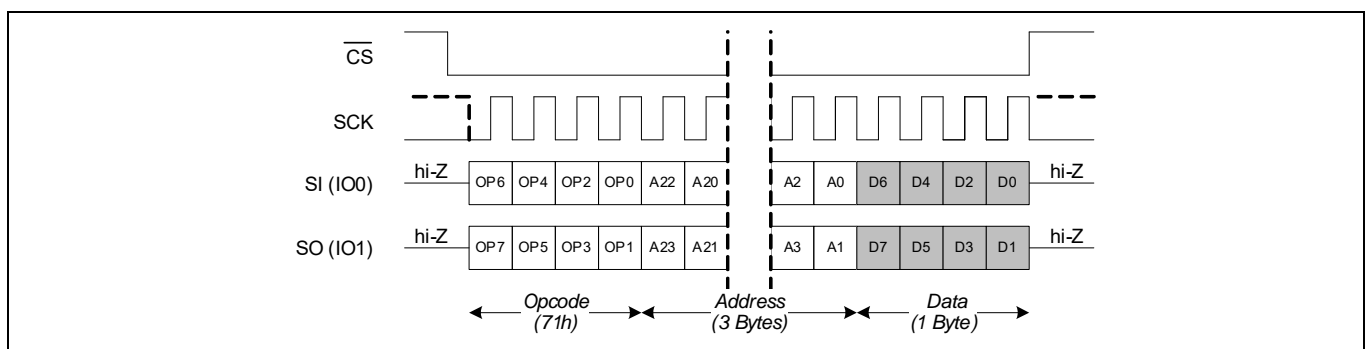 CS
SCK
SI (IO0) hi-Z OP6 OP4 OP2 OP0 A22 A20 A2 A0 D6 D4 D2 D0 hi-Z
SO (IO1) hi-Z OP7 OP5 OP3 OP1 A23 A21 A3 A1 D7 D5 D3 D1 hi-Z
Opcode Address Data
(71h) (3 Bytes) (1 Byte)